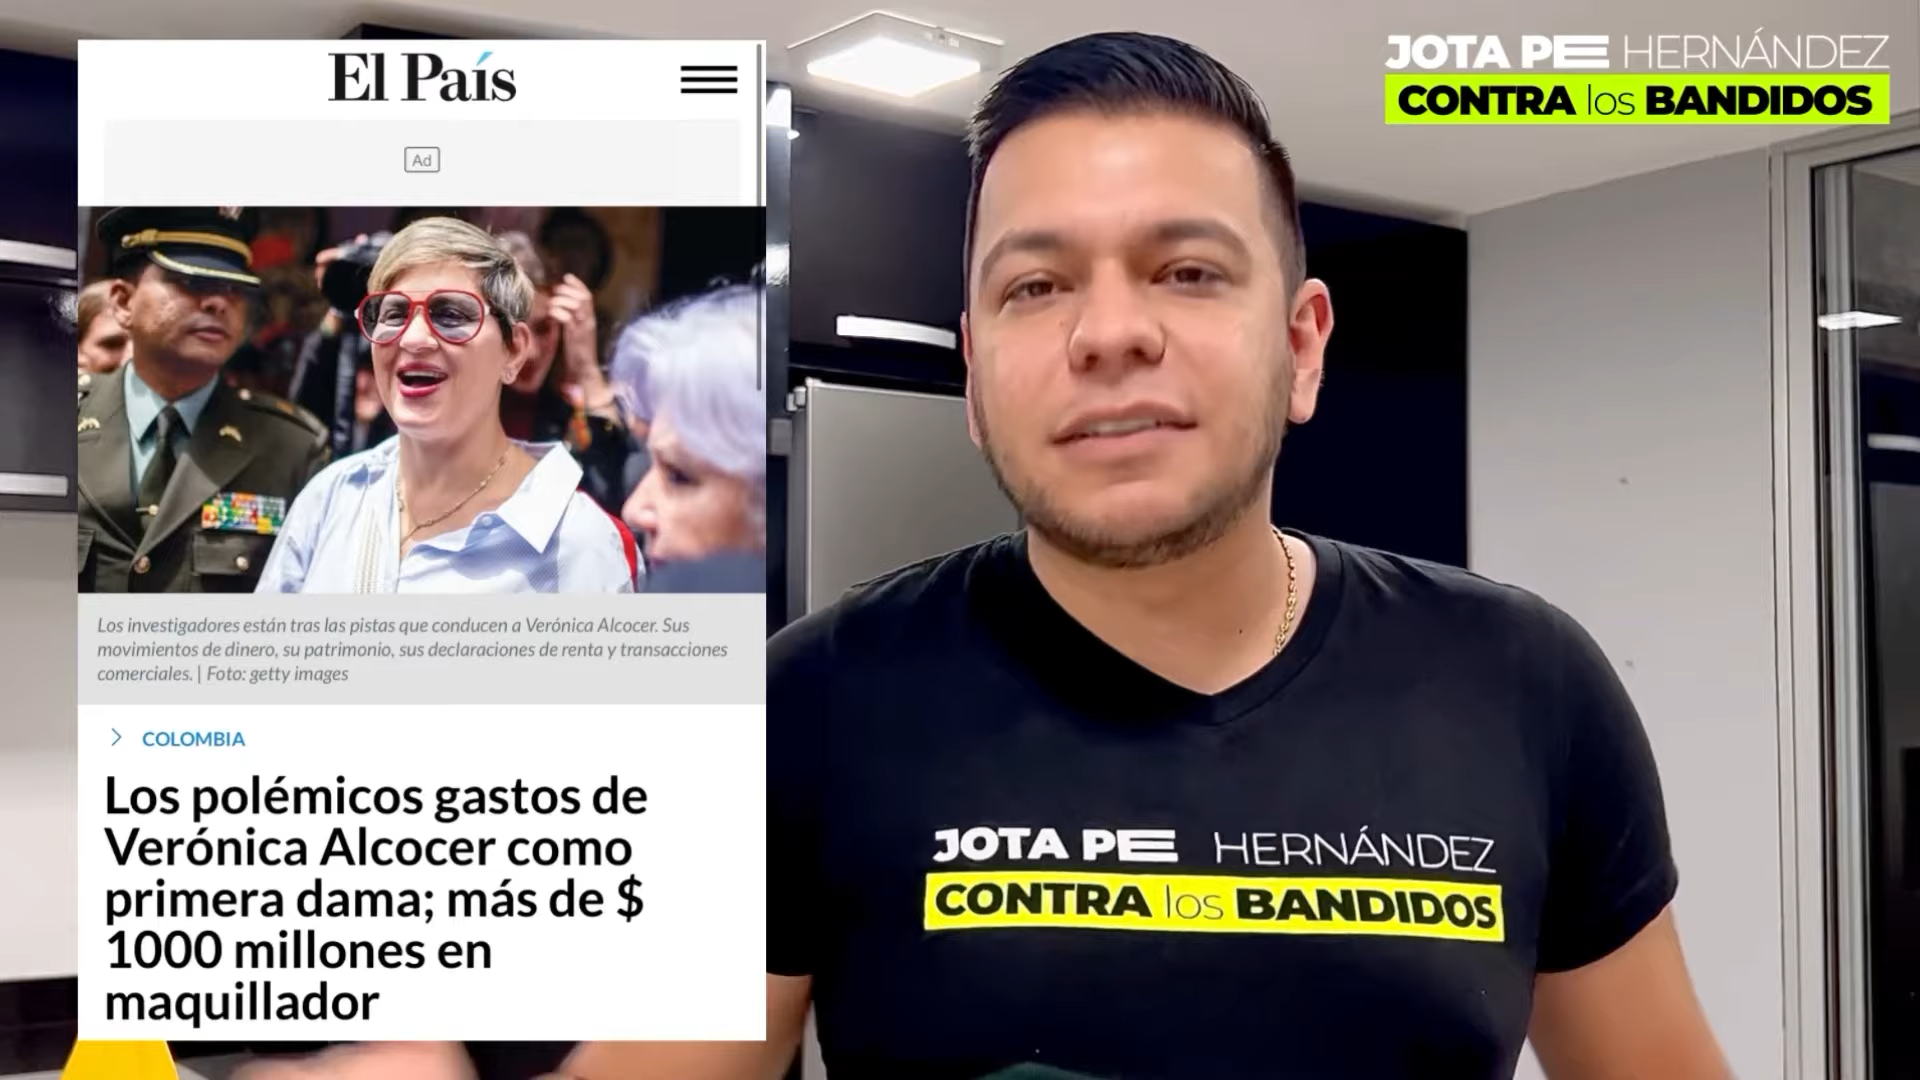 El País
Ad
Los investigadores están tras las pistas que conducen a Verónica Alcocer. Sus
movimientos de dinero, su patrimonio, sus declaraciones de renta y transacciones
comerciales. | Foto: getty images
COLOMBIA
Los polémicos gastos de
Verónica Alcocer como
primera dama; más de $
1000 millones en
maquillador
JOTA PE HERNÁNDEZ
CONTRA los BANDIDOS
JOTA PE HERNÁNDEZ
CONTRA los BANDIDOS